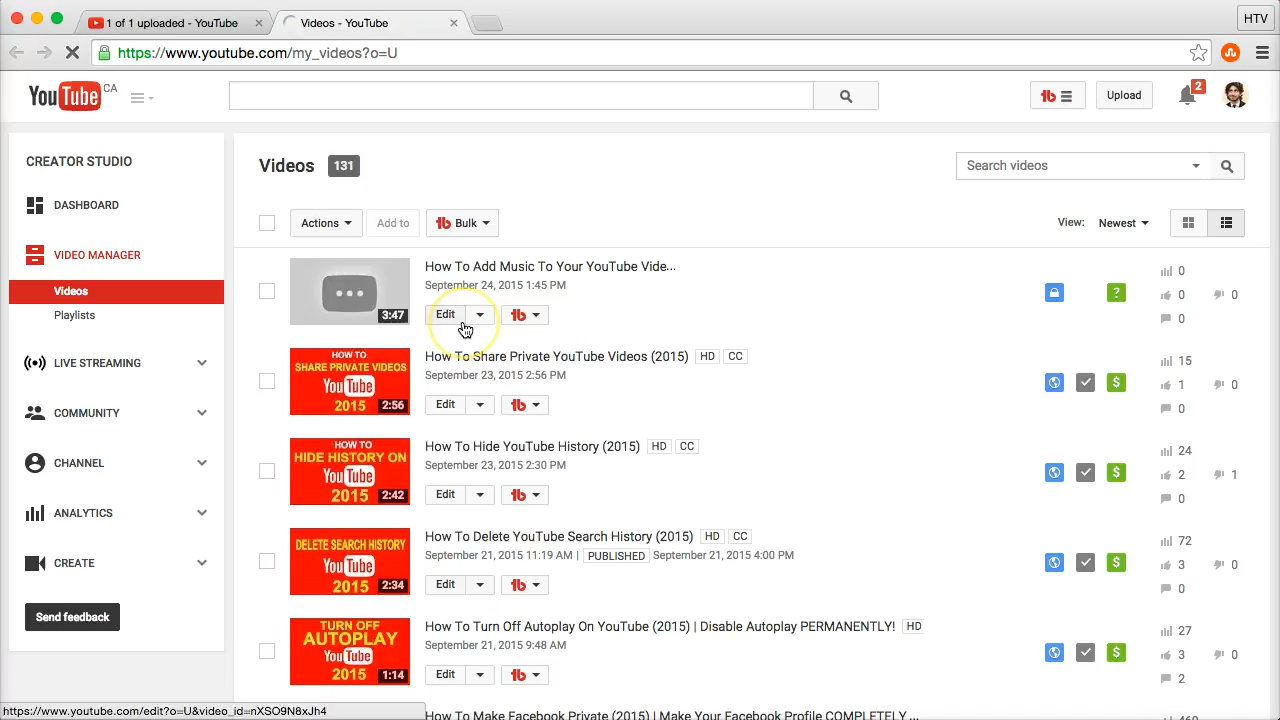 1 of 1 uploaded - YouTube
Videos - YouTube
HTV
https://www.youtube.com/my_videos?o=U
YouTube CA
Upload
2
CREATOR STUDIO
DASHBOARD
VIDEO MANAGER
Videos
Playlists
LIVE STREAMING
COMMUNITY
CHANNEL
ANALYTICS
CREATE
Send feedback
Videos 131
Search videos
Actions
Add to
tb Bulk
View: Newest
3:47
How To Add Music To Your YouTube Vide...
September 24, 2015 1:45 PM
Edit
?
0
0 0
0
HOW TO
SHARE PRIVATE VIDEOS
YouTube
2015 2:56
How To Share Private YouTube Videos (2015) HD CC
September 23, 2015 2:56 PM
Edit
$
15
1 0
0
HOW TO
HIDE HISTORY ON
YouTube
2015 2:42
How To Hide YouTube History (2015) HD CC
September 23, 2015 2:30 PM
Edit
$
24
2 1
0
DELETE SEARCH HISTORY
YouTube
2015 2:34
How To Delete YouTube Search History (2015) HD CC
September 21, 2015 11:19 AM | PUBLISHED September 21, 2015 4:00 PM
Edit
$
72
3 0
0
TURN OFF
AUTOPLAY
YouTube
2015 1:14
How To Turn Off Autoplay On YouTube (2015) | Disable Autoplay PERMANENTLY! HD
September 21, 2015 9:48 AM
Edit
$
27
3 0
2
How To Make Facebook Private (2015) | Make Your Facebook Profile COMPLETELY ...
https://www.youtube.com/edit?o=U&video_id=nXSO9N8xJh4